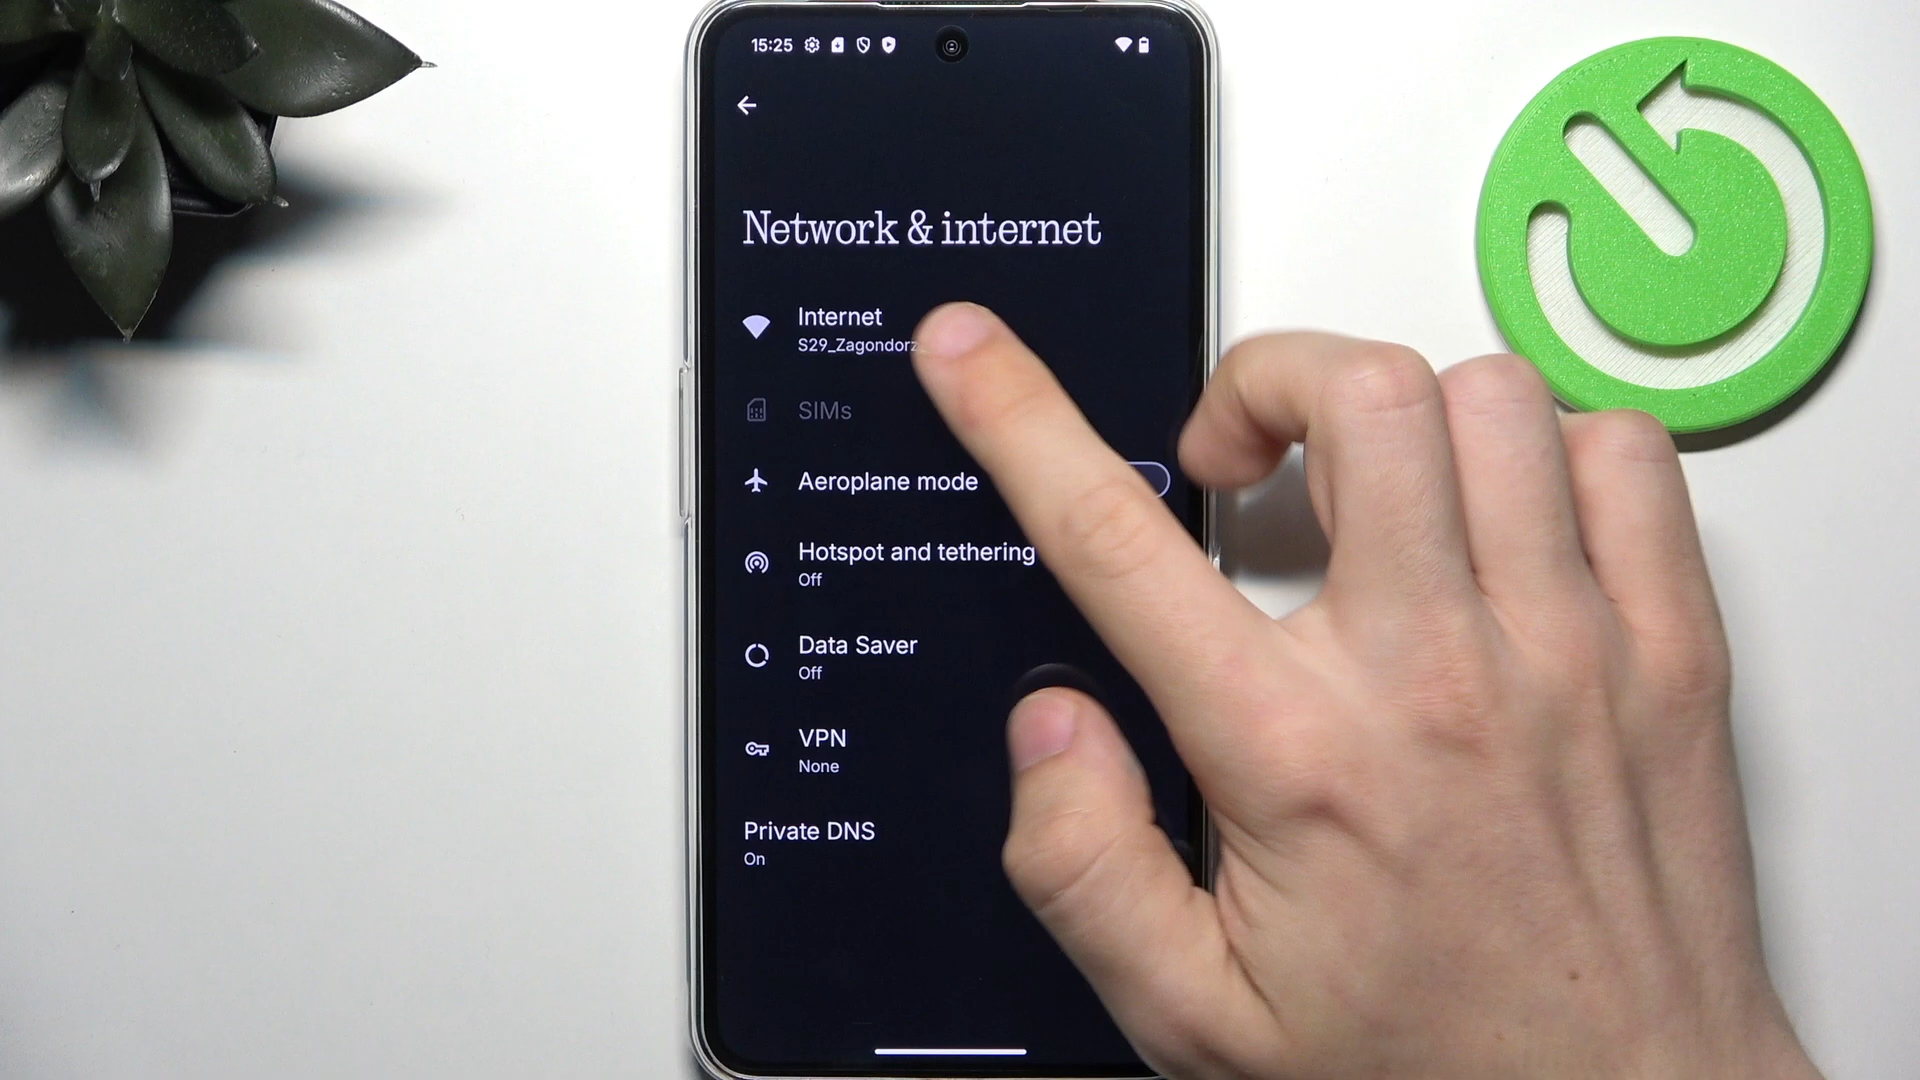 15:25
Network & internet
Internet
SIMs
Aeroplane mode
Hotspot and tethering
Off
Data Saver
Off
VPN
None
Private DNS
On